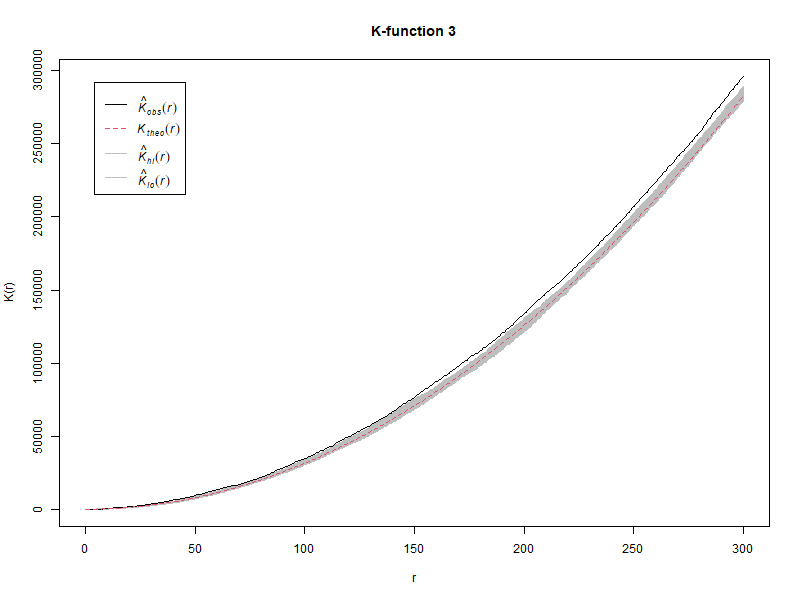 K-function 3
K̂obs(r)
Ktheo(r)
K̂hi(r)
K̂lo(r)
K(r)
300000
250000
200000
150000
100000
50000
0
0 50 100 150 200 250 300
r